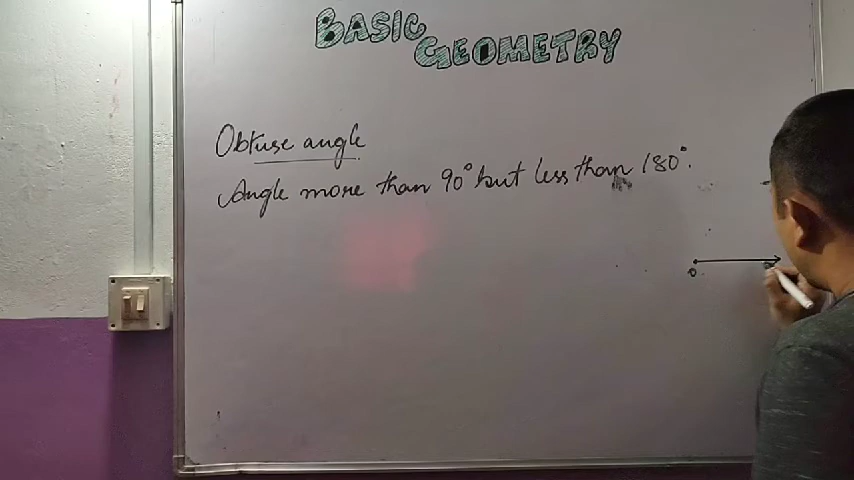 BASIC
GEOMETRY
Obtuse angle
Angle more than 90° but less than 180°.
O